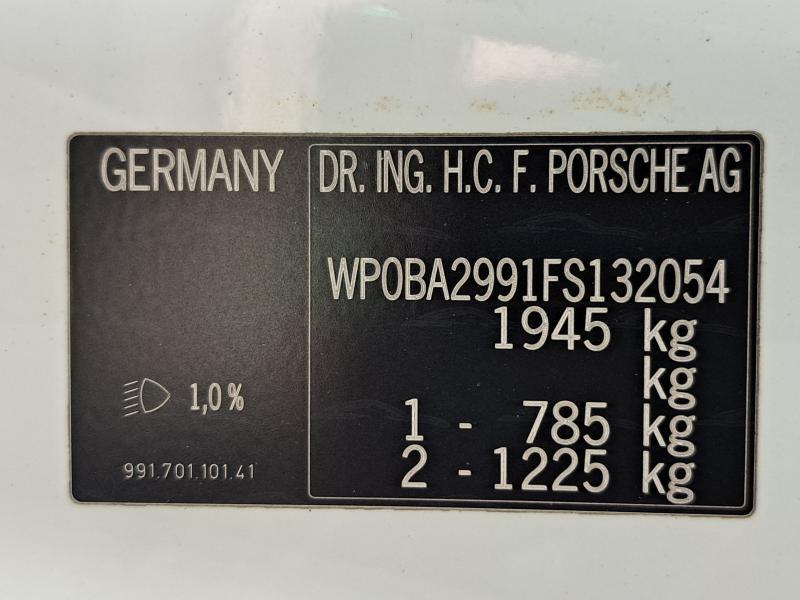 GERMANY
DR. ING. H.C. F. PORSCHE AG
WP0BA2991FS132054
1945 kg
kg
1 - 785 kg
2 - 1225 kg
1,0%
991.701.101.41